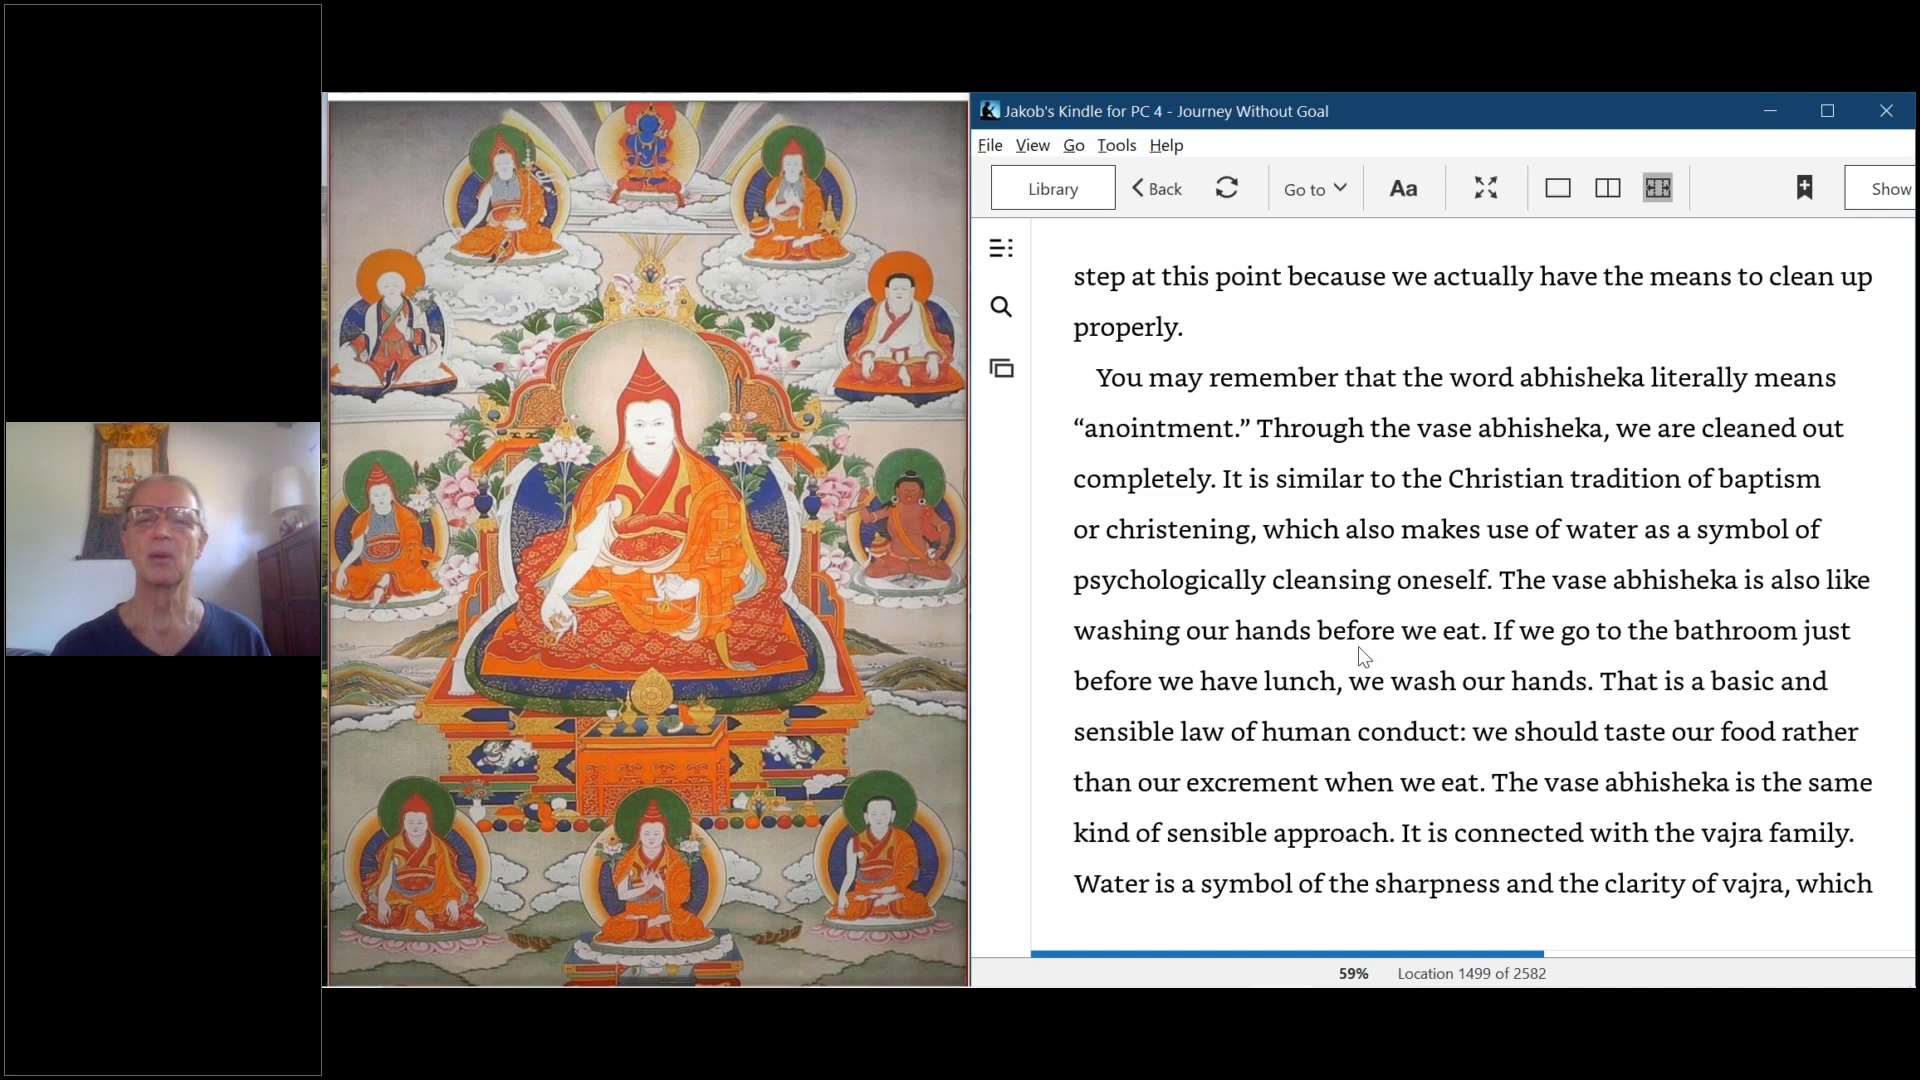 Jakob's Kindle for PC 4 - Journey Without Goal
File View Go Tools Help
Library Back Go to Aa Show
step at this point because we actually have the means to clean up
properly.
You may remember that the word abhisheka literally means
“anointment.” Through the vase abhisheka, we are cleaned out
completely. It is similar to the Christian tradition of baptism
or christening, which also makes use of water as a symbol of
psychologically cleansing oneself. The vase abhisheka is also like
washing our hands before we eat. If we go to the bathroom just
before we have lunch, we wash our hands. That is a basic and
sensible law of human conduct: we should taste our food rather
than our excrement when we eat. The vase abhisheka is the same
kind of sensible approach. It is connected with the vajra family.
Water is a symbol of the sharpness and the clarity of vajra, which
59% Location 1499 of 2582